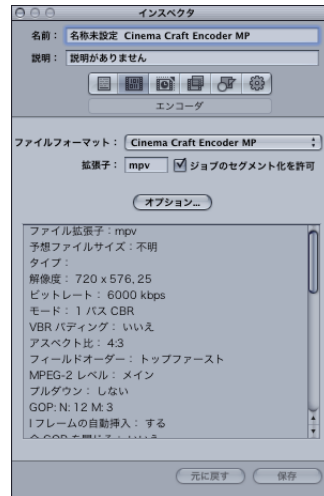 インスペクタ
名前： 名称未設定 Cinema Craft Encoder MP
説明： 説明がありません
エンコーダ
ファイルフォーマット： Cinema Craft Encoder MP
拡張子： mpv ジョブのセグメント化を許可
オプション...
ファイル拡張子：mpv
予想ファイルサイズ：不明
タイプ：
解像度： 720 x 576, 25
ビットレート： 6000 kbps
モード： 1 パス CBR
VBR パディング： いいえ
アスペクト比： 4:3
フィールドオーダー： トップファースト
MPEG-2 レベル： メイン
プルダウン： しない
GOP: N: 12 M: 3
I フレームの自動挿入： する
全 GOP を閉じる：いいえ
元に戻す 保存